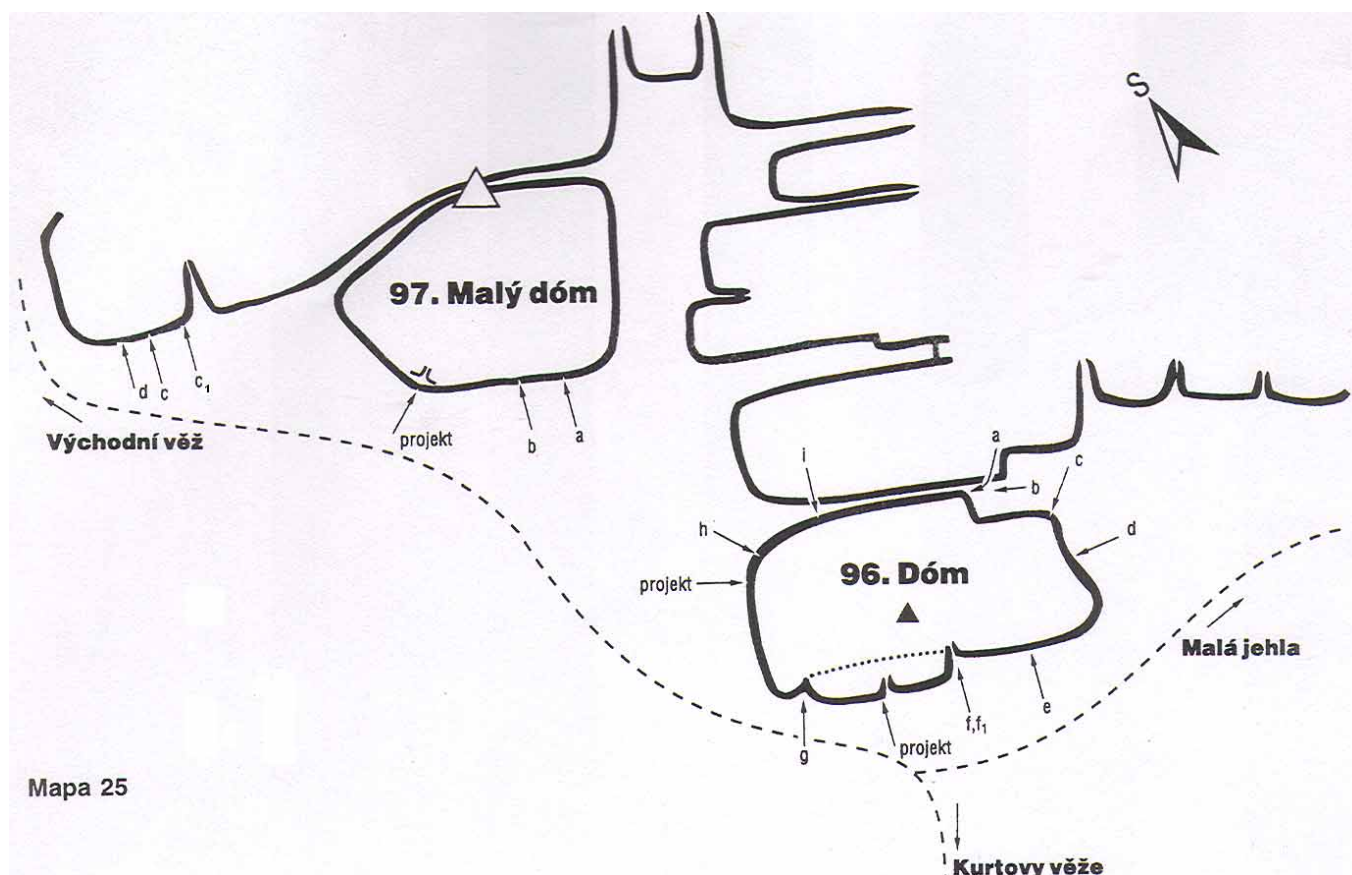 S
97. Malý dóm
d
c
c1
Východní věž
projekt
b
a
i
a
b
c
h
d
projekt
96. Dóm
Malá jehla
g
projekt
f,f1
e
Mapa 25
Kurtovy věže